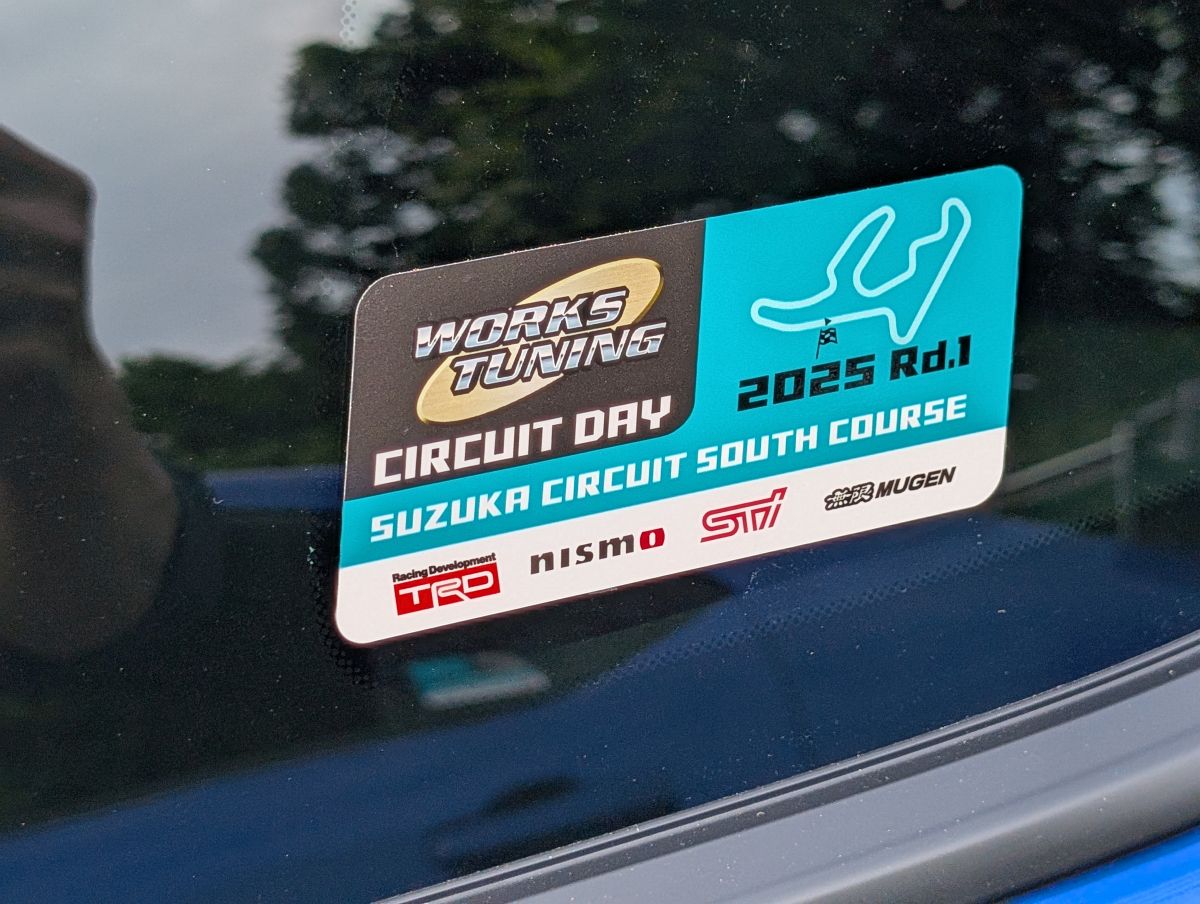 WORKS
TUNING
CIRCUIT DAY
2025 Rd.1
SUZUKA CIRCUIT SOUTH COURSE
Racing Development
TRD
nismo
STI
無限 MUGEN